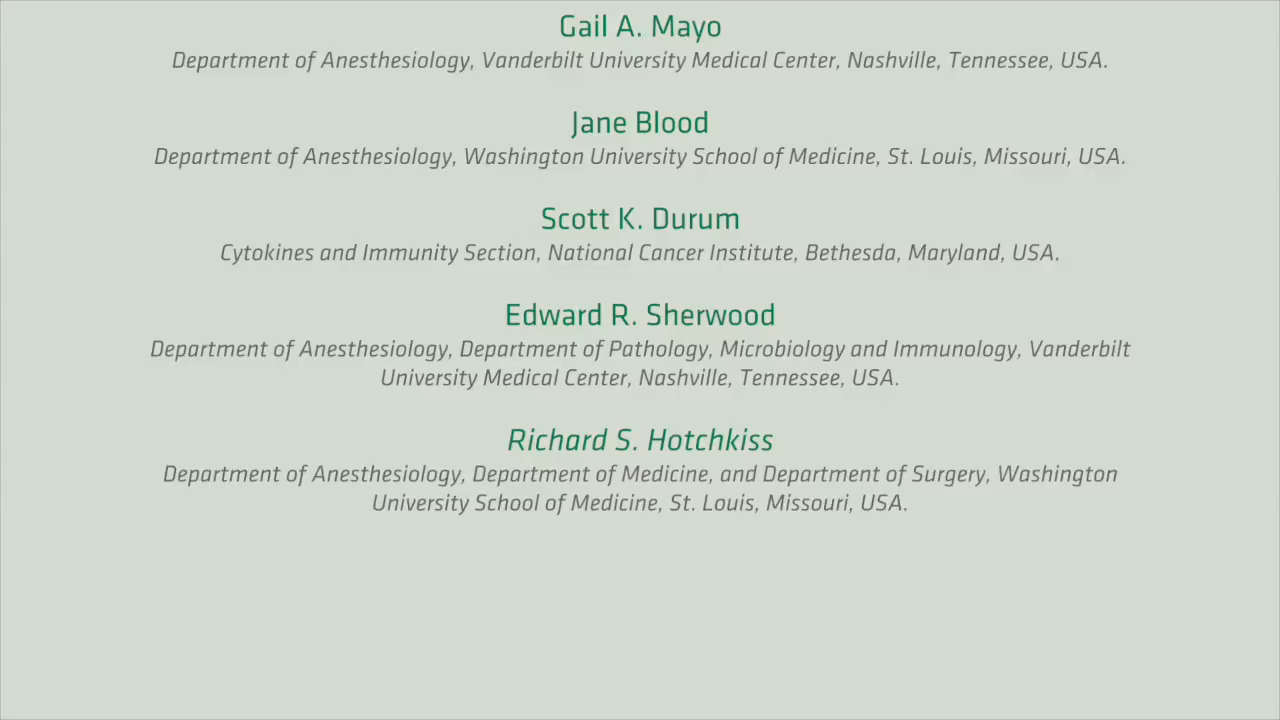 Gail A. Mayo
Department of Anesthesiology, Vanderbilt University Medical Center, Nashville, Tennessee, USA.
Jane Blood
Department of Anesthesiology, Washington University School of Medicine, St. Louis, Missouri, USA.
Scott K. Durum
Cytokines and Immunity Section, National Cancer Institute, Bethesda, Maryland, USA.
Edward R. Sherwood
Department of Anesthesiology, Department of Pathology, Microbiology and Immunology, Vanderbilt
University Medical Center, Nashville, Tennessee, USA.
Richard S. Hotchkiss
Department of Anesthesiology, Department of Medicine, and Department of Surgery, Washington
University School of Medicine, St. Louis, Missouri, USA.